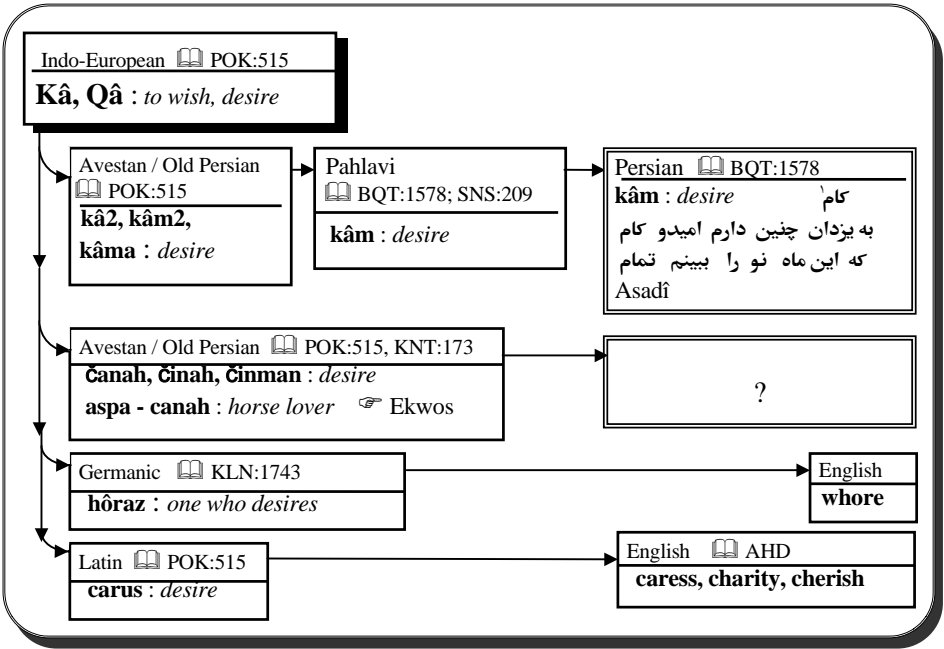 Indo-European 🕮 POK:515
Kâ, Qâ : to wish, desire
Avestan / Old Persian
🕮 POK:515
kâ2, kâm2,
kâma : desire
Pahlavi
🕮 BQT:1578; SNS:209
kâm : desire
Persian 🕮 BQT:1578
kâm : desire کام¹
به یزدان چنین دارم امیدو کام
که این ماه نو را ببینم تمام
Asadî
Avestan / Old Persian 🕮 POK:515, KNT:173
čanah, činah, činman : desire
aspa - canah : horse lover ☞ Ekwos
?
Germanic 🕮 KLN:1743
hôraz : one who desires
English
whore
Latin 🕮 POK:515
carus : desire
English 🕮 AHD
caress, charity, cherish